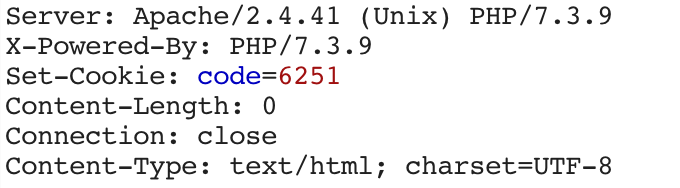 Server: Apache/2.4.41 (Unix) PHP/7.3.9
X-Powered-By: PHP/7.3.9
Set-Cookie: code=6251
Content-Length: 0
Connection: close
Content-Type: text/html; charset=UTF-8